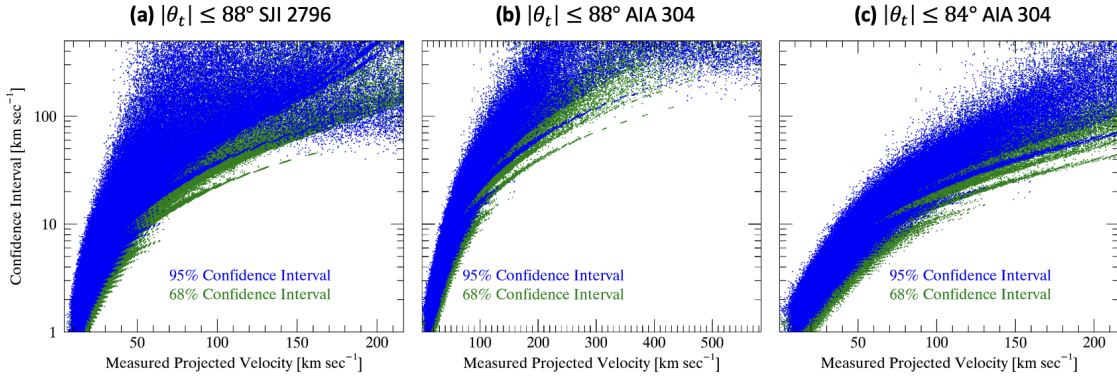 (a) |θt| ≤ 88° SJI 2796
(b) |θt| ≤ 88° AIA 304
(c) |θt| ≤ 84° AIA 304
Confidence Interval [km sec⁻¹]
100
10
1
95% Confidence Interval
68% Confidence Interval
50 100 150 200
Measured Projected Velocity [km sec⁻¹]
95% Confidence Interval
68% Confidence Interval
100 200 300 400 500
Measured Projected Velocity [km sec⁻¹]
95% Confidence Interval
68% Confidence Interval
50 100 150 200
Measured Projected Velocity [km sec⁻¹]